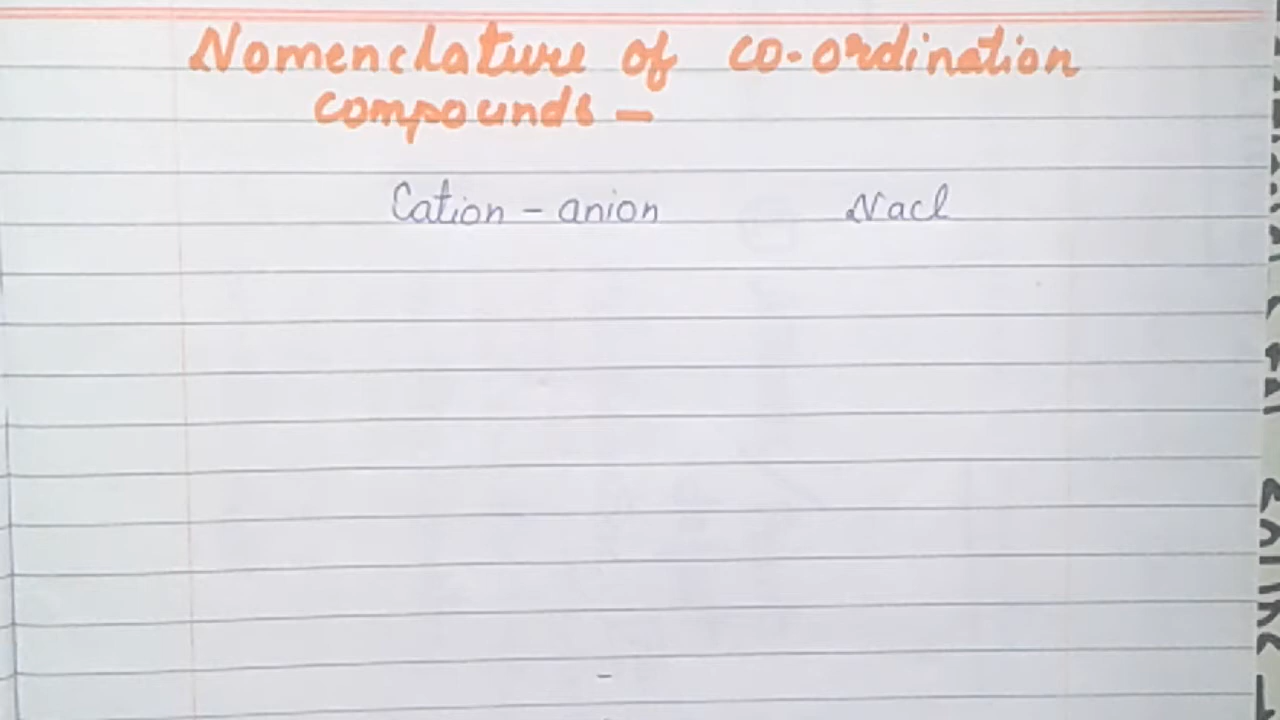 Nomenclature of co-ordination
compounds -
Cation - anion Nacl